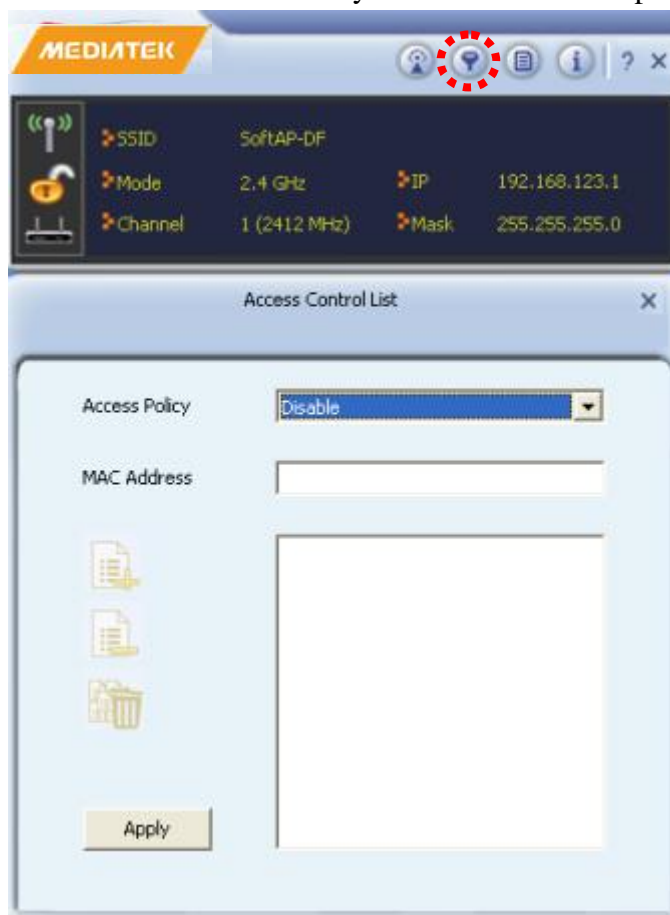 MEDIATEK
? ×
SSID SoftAP-DF
Mode 2.4 GHz IP 192.168.123.1
Channel 1 (2412 MHz) Mask 255.255.255.0
Access Control List ×
Access Policy Disable
MAC Address
Apply